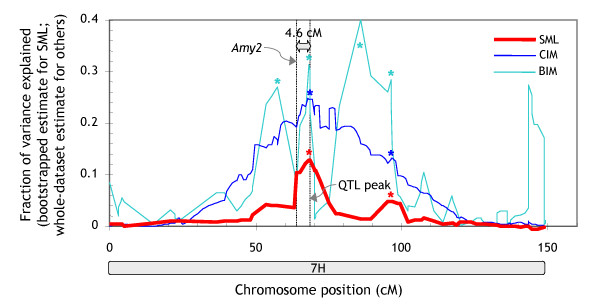 Fraction of variance explained
(bootstrapped estimate for SML;
whole-dataset estimate for others)
0.4
0.3
0.2
0.1
0
4.6 cM
Amy2
* * * * * * * * *
SML
CIM
BIM
QTL peak
0 50 100 150
7H
Chromosome position (cM)